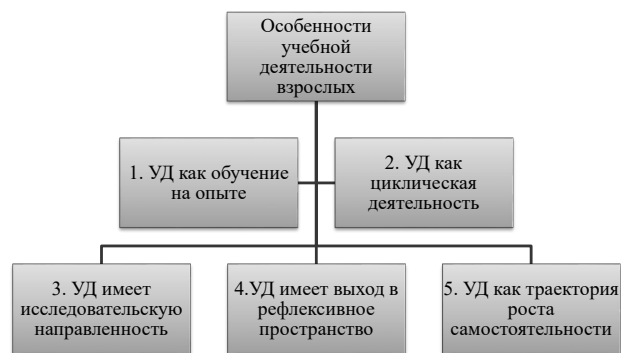 Особенности
учебной
деятельности
взрослых
1. УД как обучение
на опыте
2. УД как
циклическая
деятельность
3. УД имеет
исследовательскую
направленность
4.УД имеет выход в
рефлексивное
пространство
5. УД как траектория
роста
самостоятельности